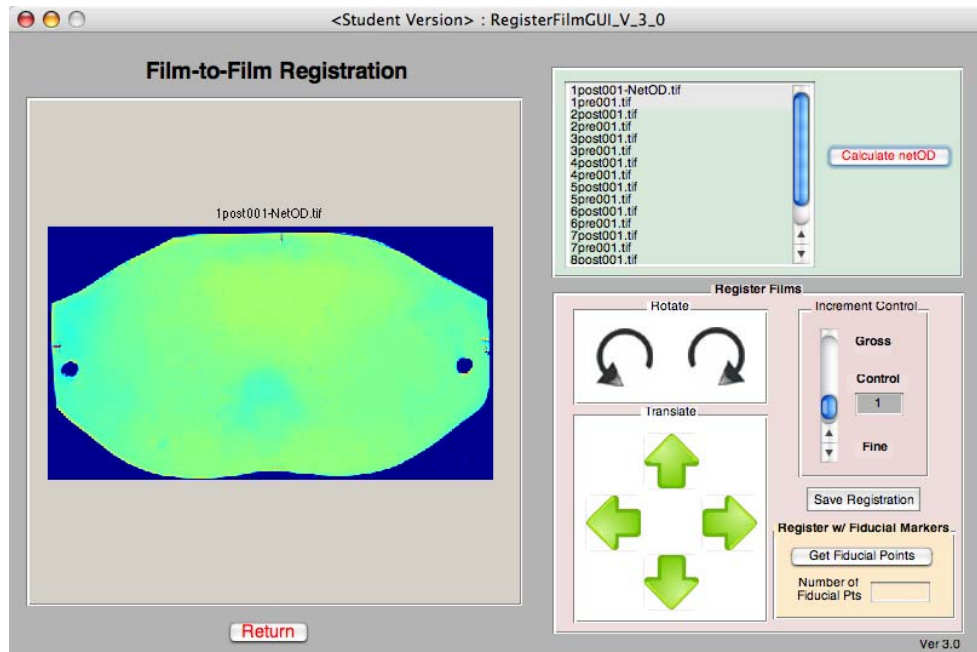 <Student Version> : RegisterFilmGUI_V_3_0
Film-to-Film Registration
1post001-NetOD.tif
1post001-NetOD.tif
1pre001.tif
2post001.tif
2pre001.tif
3post001.tif
3pre001.tif
4post001.tif
4pre001.tif
5post001.tif
5pre001.tif
6post001.tif
6pre001.tif
7post001.tif
7pre001.tif
8post001.tif
Calculate netOD
Register Films
Rotate
Increment Control
Gross
Control
1
Fine
Translate
Save Registration
Register w/ Fiducial Markers
Get Fiducial Points
Number of
Fiducial Pts
Return
Ver 3.0